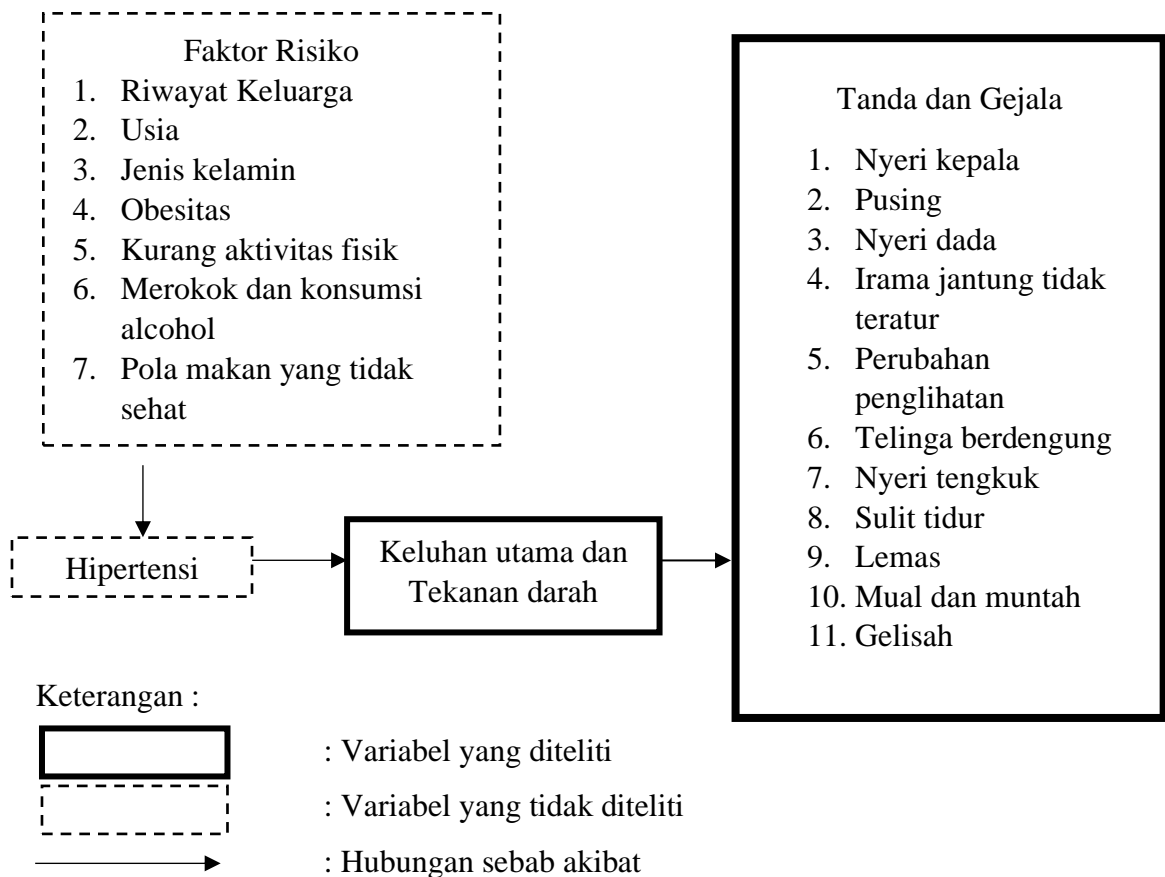 Faktor Risiko
1. Riwayat Keluarga
2. Usia
3. Jenis kelamin
4. Obesitas
5. Kurang aktivitas fisik
6. Merokok dan konsumsi
alcohol
7. Pola makan yang tidak
sehat
Hipertensi
Keluhan utama dan
Tekanan darah
Tanda dan Gejala
1. Nyeri kepala
2. Pusing
3. Nyeri dada
4. Irama jantung tidak
teratur
5. Perubahan
penglihatan
6. Telinga berdengung
7. Nyeri tengkuk
8. Sulit tidur
9. Lemas
10. Mual dan muntah
11. Gelisah
Keterangan :
: Variabel yang diteliti
: Variabel yang tidak diteliti
: Hubungan sebab akibat